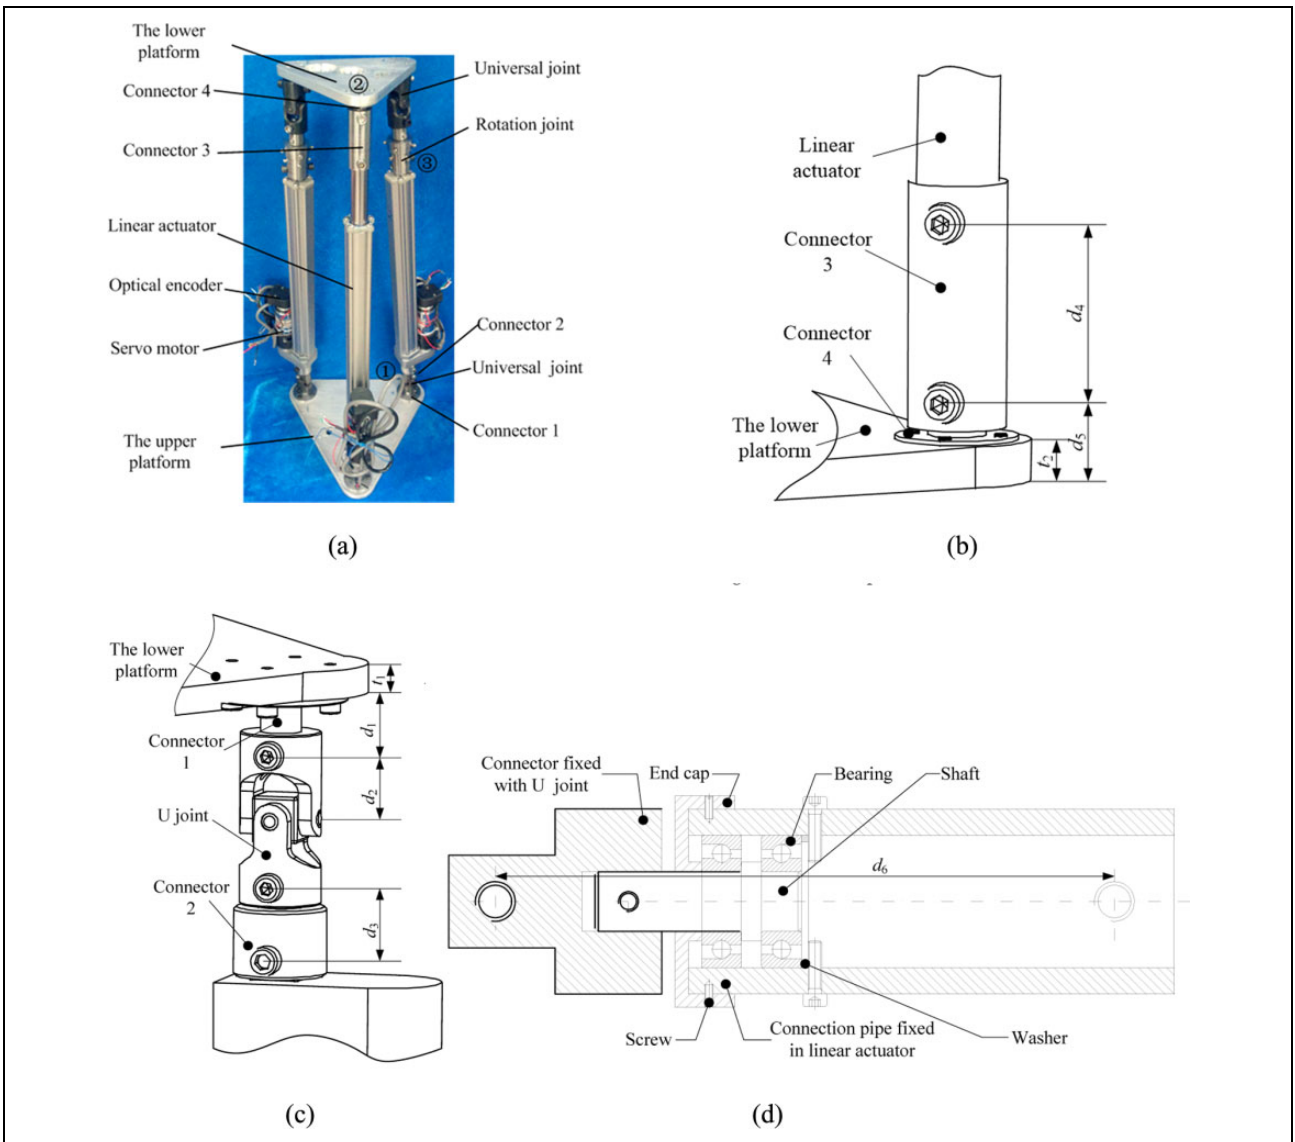 The lower
platform
Connector 4
Connector 3
Linear actuator
Optical encoder
Servo motor
The upper
platform
②
Universal joint
Rotation joint
③
Connector 2
①
Universal joint
Connector 1
(a)
Linear
actuator
Connector
3
Connector
4
The lower
platform
d4
d5
t2
(b)
The lower
platform
Connector
1
U joint
Connector
2
t1
d1
d2
d3
(c)
Connector fixed
with U joint
End cap
Bearing
Shaft
d6
Screw
Connection pipe fixed
in linear actuator
Washer
(d)